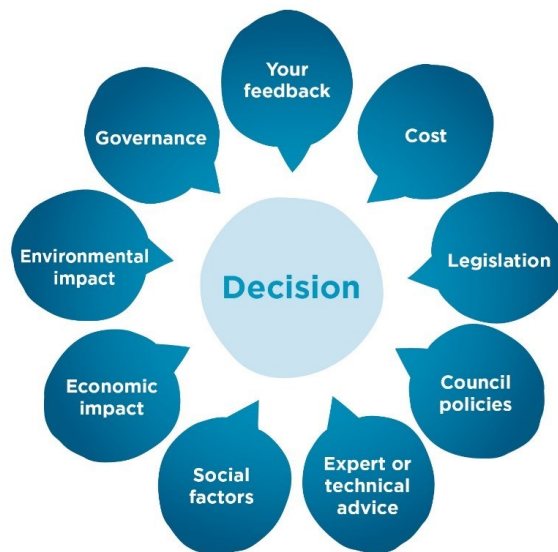 Your
feedback
Cost
Legislation
Council
policies
Expert or
technical
advice
Social
factors
Economic
impact
Environmental
impact
Governance
Decision